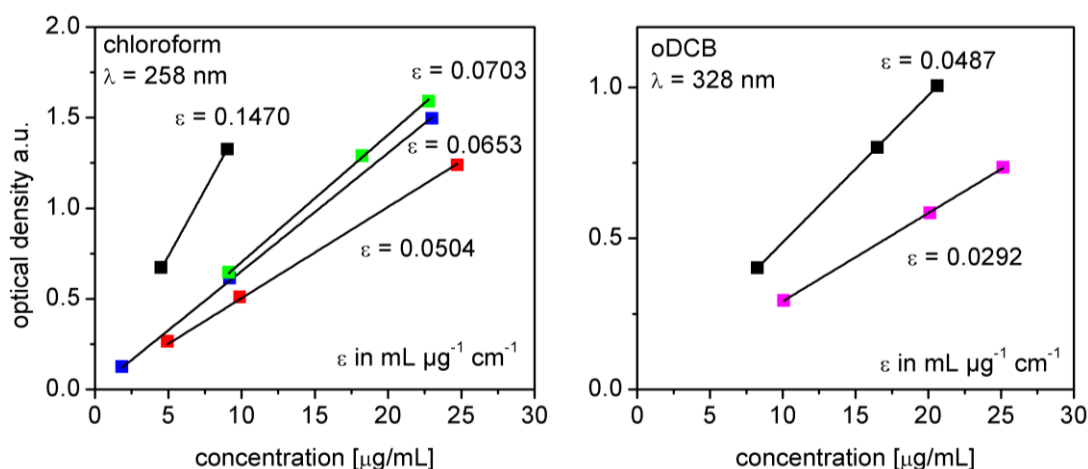 2.0
1.5
1.0
0.5
0.0
optical density a.u.
chloroform
λ = 258 nm
ε = 0.1470
ε = 0.0703
ε = 0.0653
ε = 0.0504
ε in mL µg⁻¹ cm⁻¹
0 5 10 15 20 25 30
concentration [µg/mL]
1.0
0.5
0.0
oDCB
λ = 328 nm
ε = 0.0487
ε = 0.0292
ε in mL µg⁻¹ cm⁻¹
0 5 10 15 20 25 30
concentration [µg/mL]